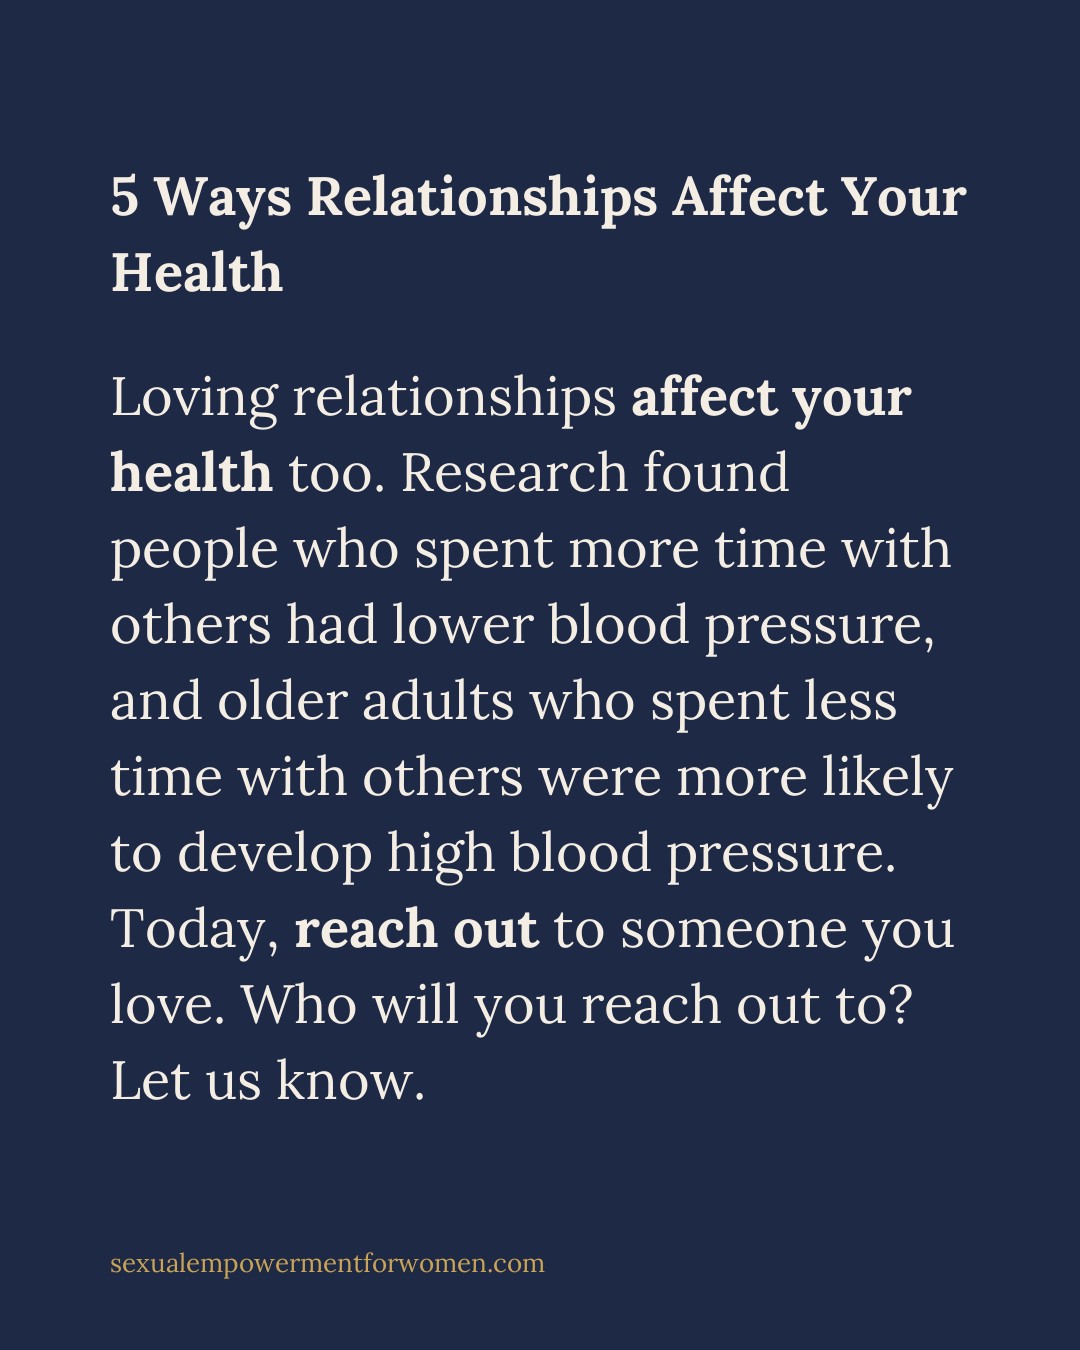 5 Ways Relationships Affect Your
Health
Loving relationships affect your
health too. Research found
people who spent more time with
others had lower blood pressure,
and older adults who spent less
time with others were more likely
to develop high blood pressure.
Today, reach out to someone you
love. Who will you reach out to?
Let us know.
sexualempowermentforwomen.com